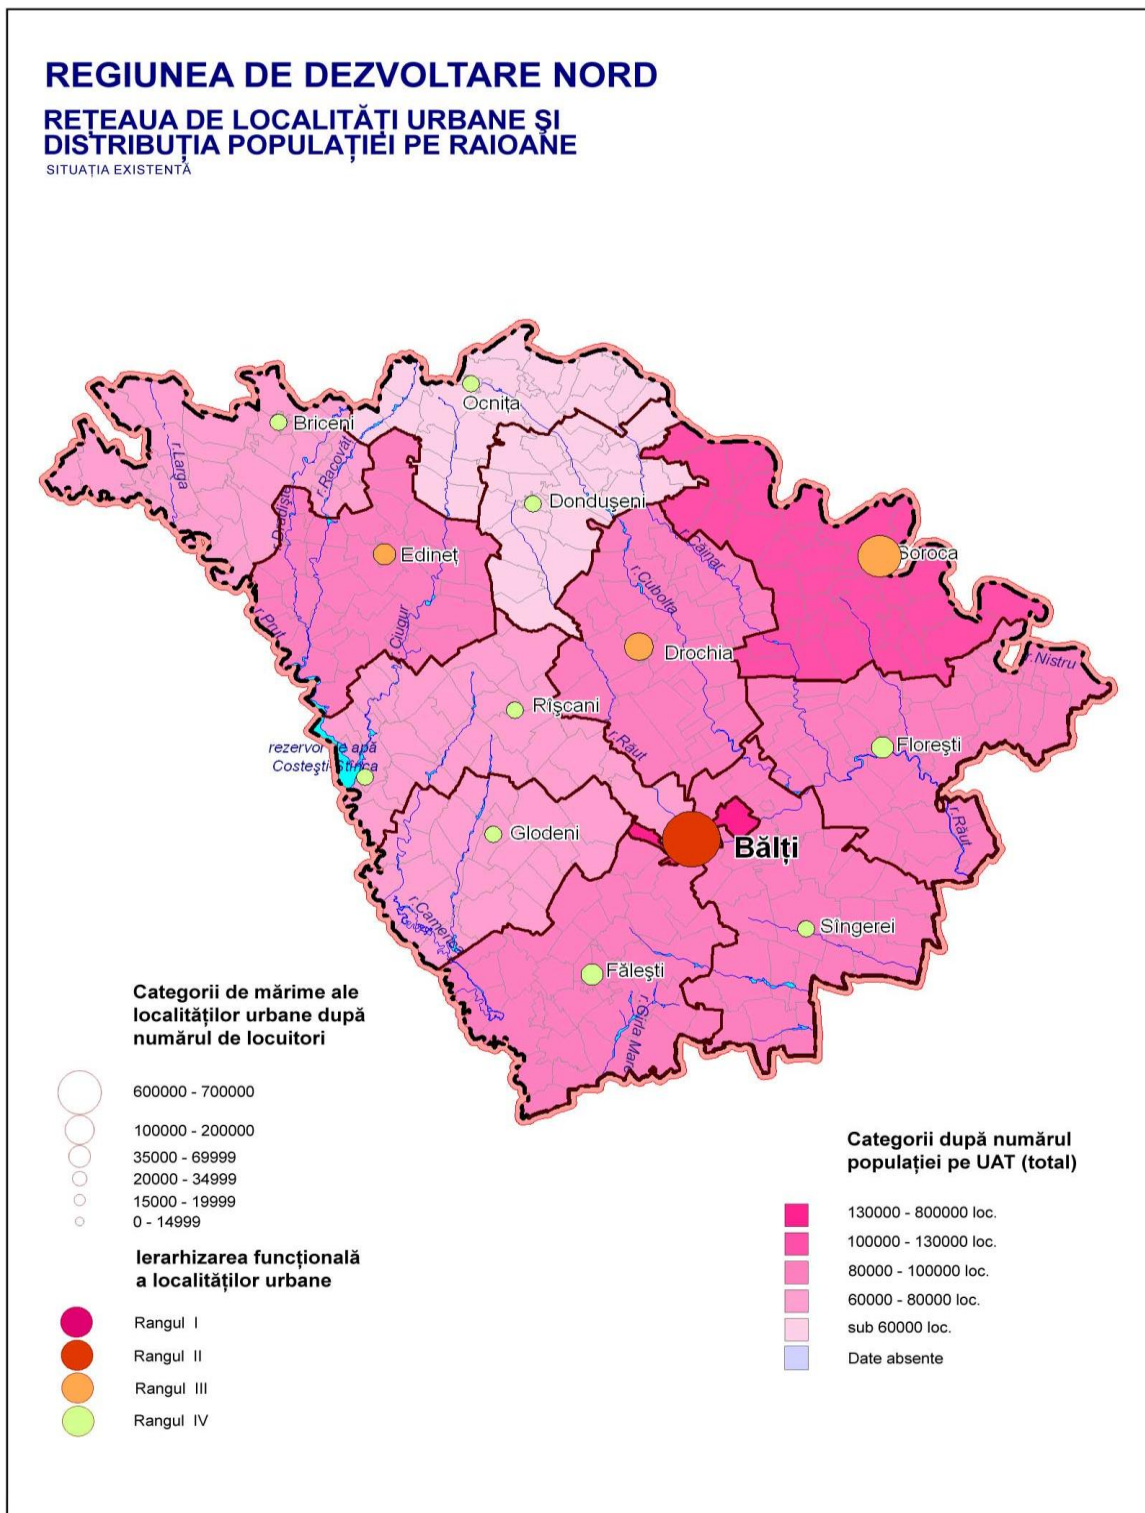 REGIUNEA DE DEZVOLTARE NORD
REȚEAUA DE LOCALITĂȚI URBANE ȘI
DISTRIBUȚIA POPULAȚIEI PE RAIOANE
SITUAȚIA EXISTENTĂ
Ocnița
Briceni
r.Larga
r.Racovăț
Dondușeni
Edineț
r.Căinar
Soroca
r.Cubolta
r.Ciugur
r.Prut
Drochia
r.Nistru
Rîșcani
r.Răut
Florești
rezervor de apă
Costești-Stînca
Glodeni
Bălți
r.Răut
Sîngerei
Fălești
Categorii de mărime ale
localităților urbane după
numărul de locuitori
600000 - 700000
100000 - 200000
35000 - 69999
20000 - 34999
15000 - 19999
0 - 14999
Ierarhizarea funcțională
a localităților urbane
Rangul I
Rangul II
Rangul III
Rangul IV
Categorii după numărul
populației pe UAT (total)
130000 - 800000 loc.
100000 - 130000 loc.
80000 - 100000 loc.
60000 - 80000 loc.
sub 60000 loc.
Date absente